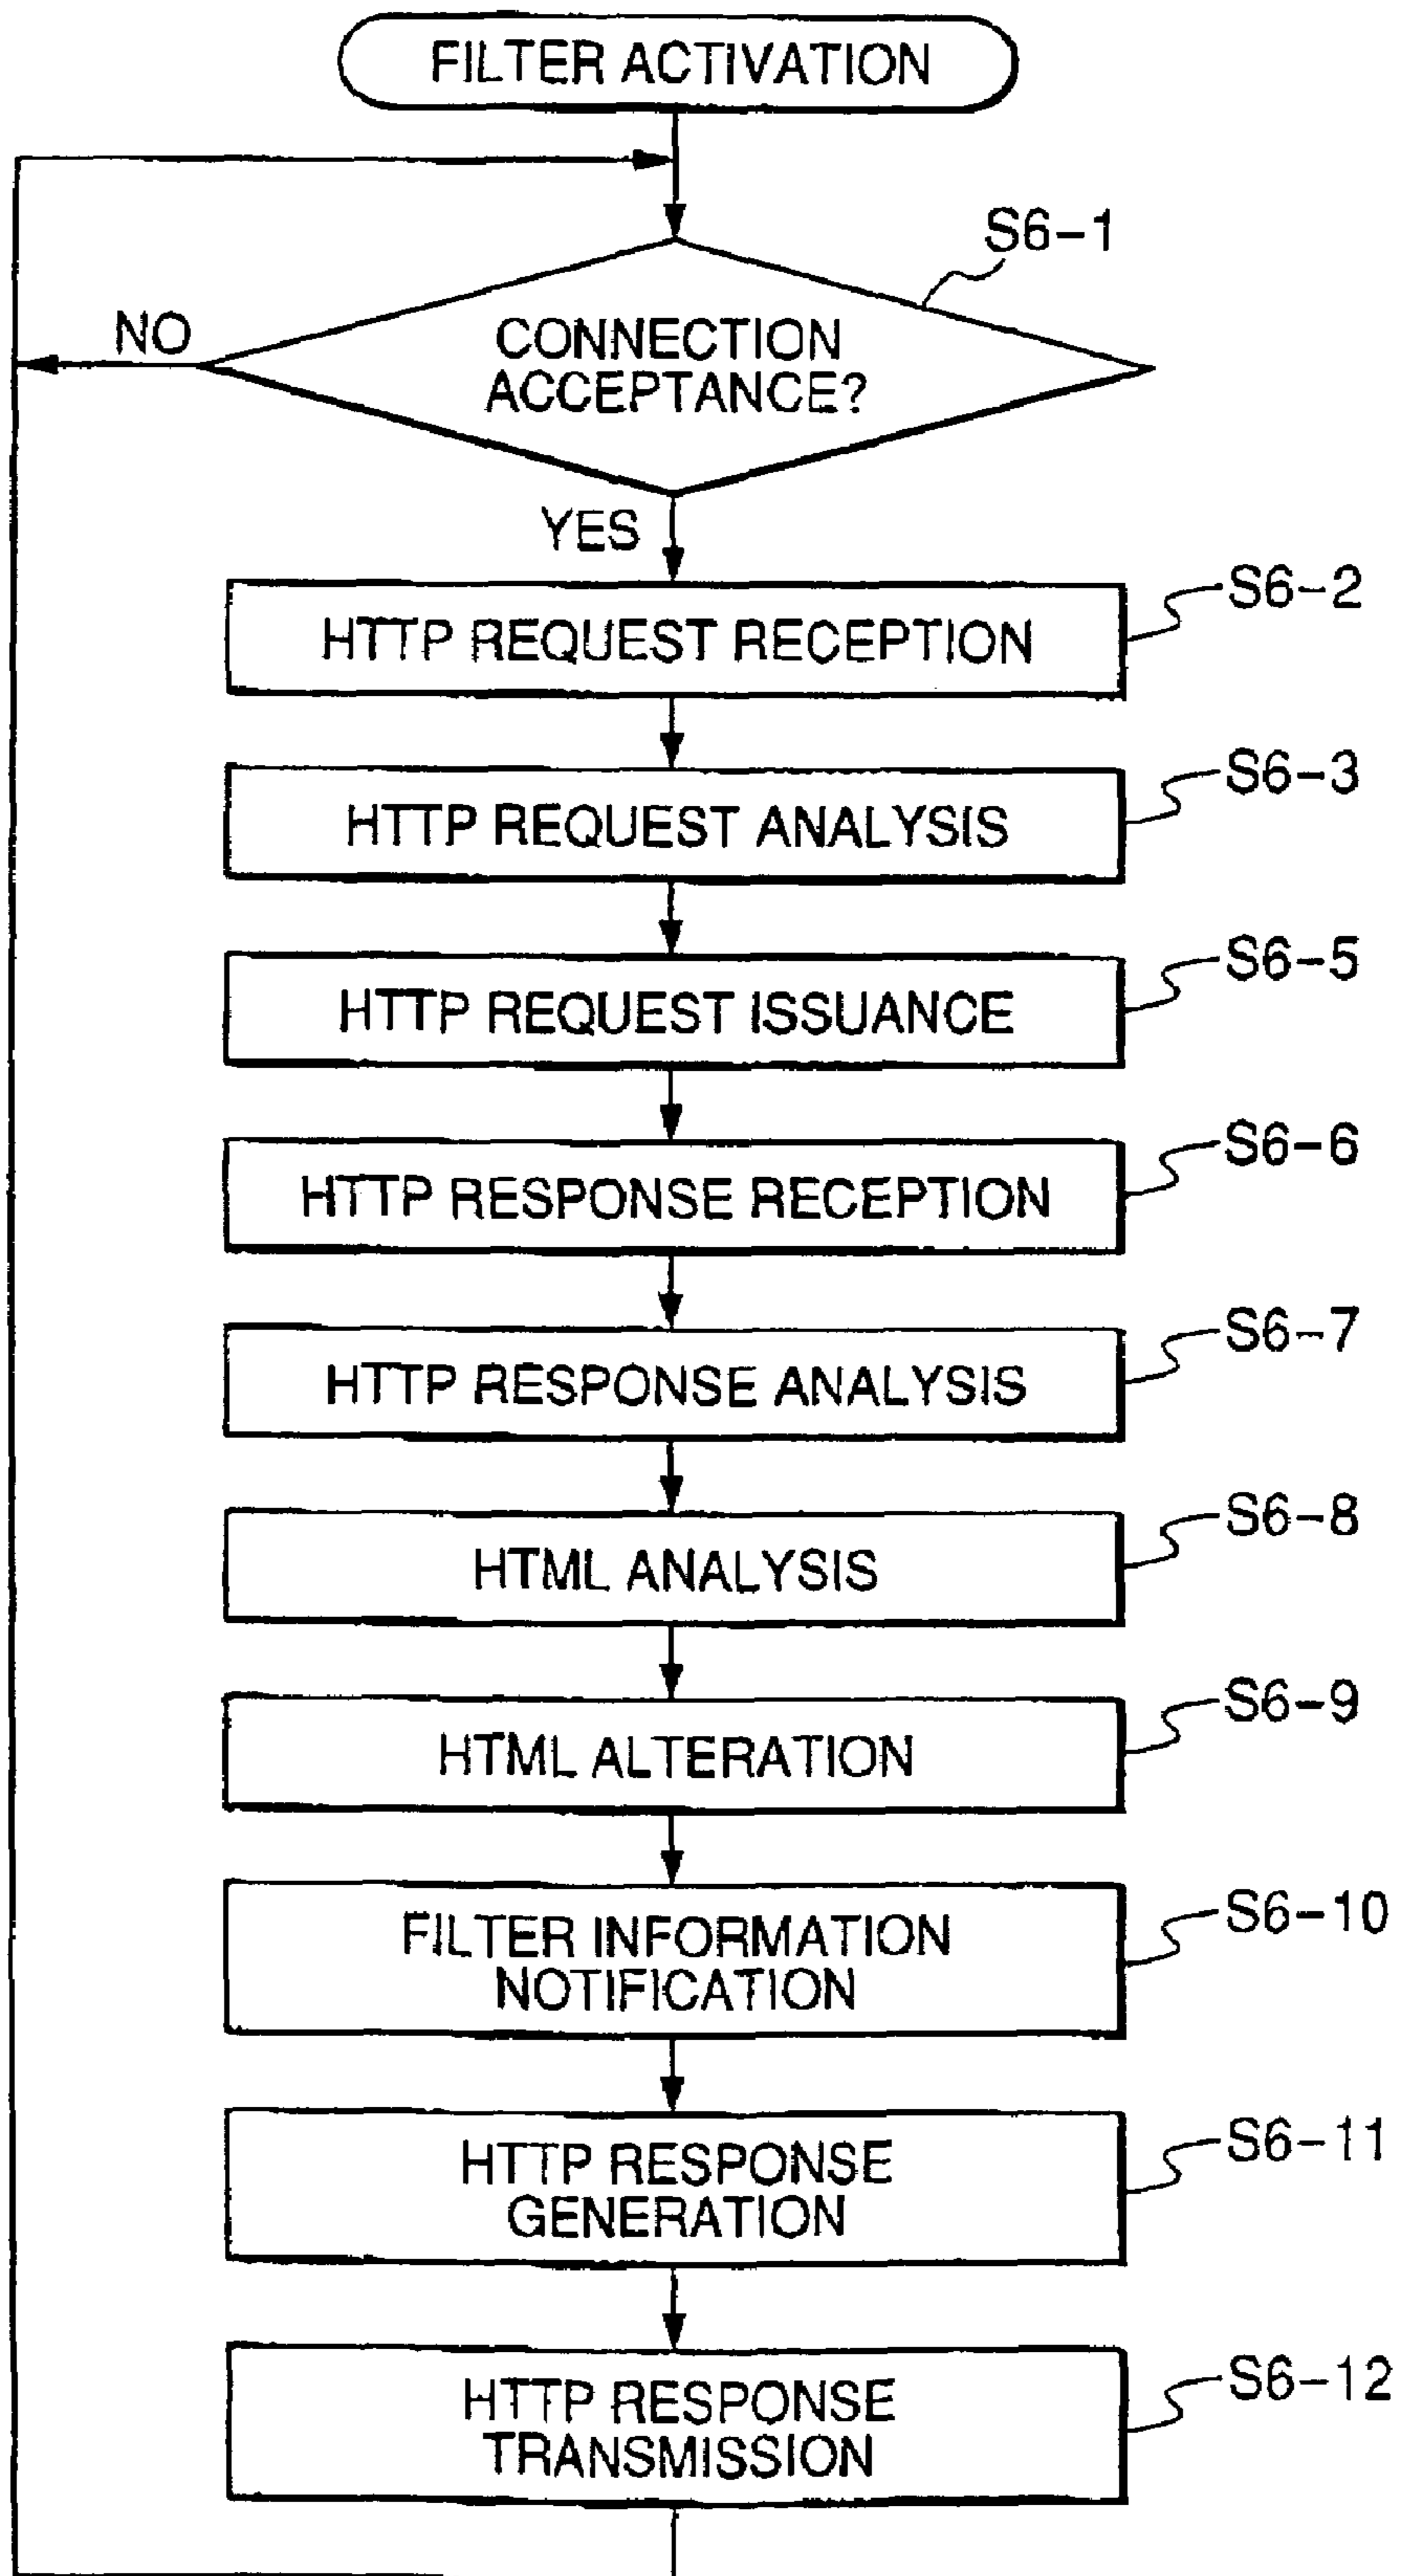 FILTER ACTIVATION
S6-1
NO
CONNECTION
ACCEPTANCE?
YES
S6-2
HTTP REQUEST RECEPTION
S6-3
HTTP REQUEST ANALYSIS
S6-5
HTTP REQUEST ISSUANCE
S6-6
HTTP RESPONSE RECEPTION
S6-7
HTTP RESPONSE ANALYSIS
S6-8
HTML ANALYSIS
S6-9
HTML ALTERATION
S6-10
FILTER INFORMATION
NOTIFICATION
S6-11
HTTP RESPONSE
GENERATION
S6-12
HTTP RESPONSE
TRANSMISSION